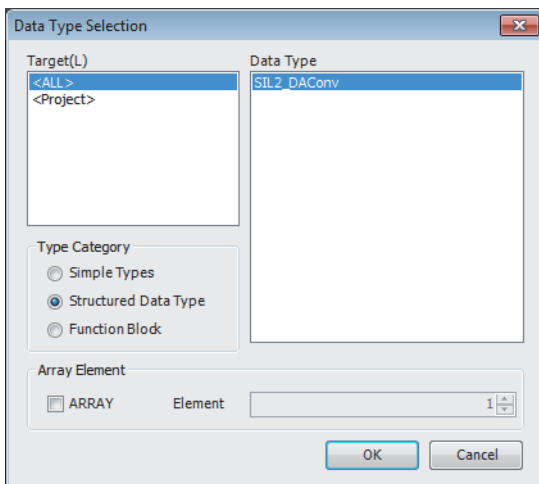 Data Type Selection
Target(L)
<ALL>
<Project>
Data Type
SIL2_DAConv
Type Category
Simple Types
Structured Data Type
Function Block
Array Element
ARRAY Element 1
OK Cancel